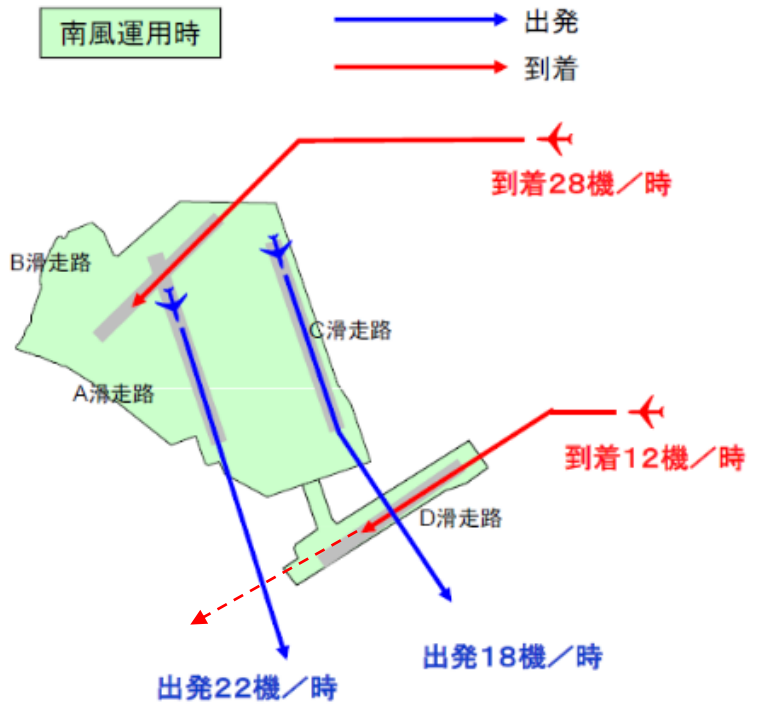 南風運用時
出発
到着
到着28機／時
B滑走路
C滑走路
A滑走路
到着12機／時
D滑走路
出発18機／時
出発22機／時